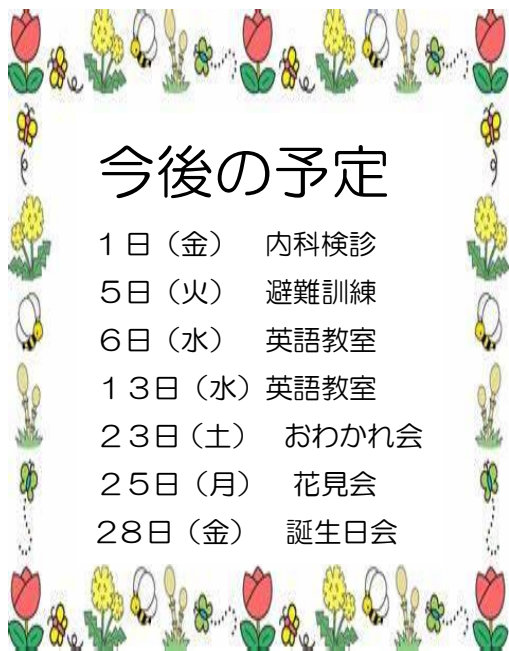 今後の予定
1日（金）　内科検診
5日（火）　避難訓練
6日（水）　英語教室
13日（水）英語教室
23日（土）　おわかれ会
25日（月）　花見会
28日（金）　誕生日会